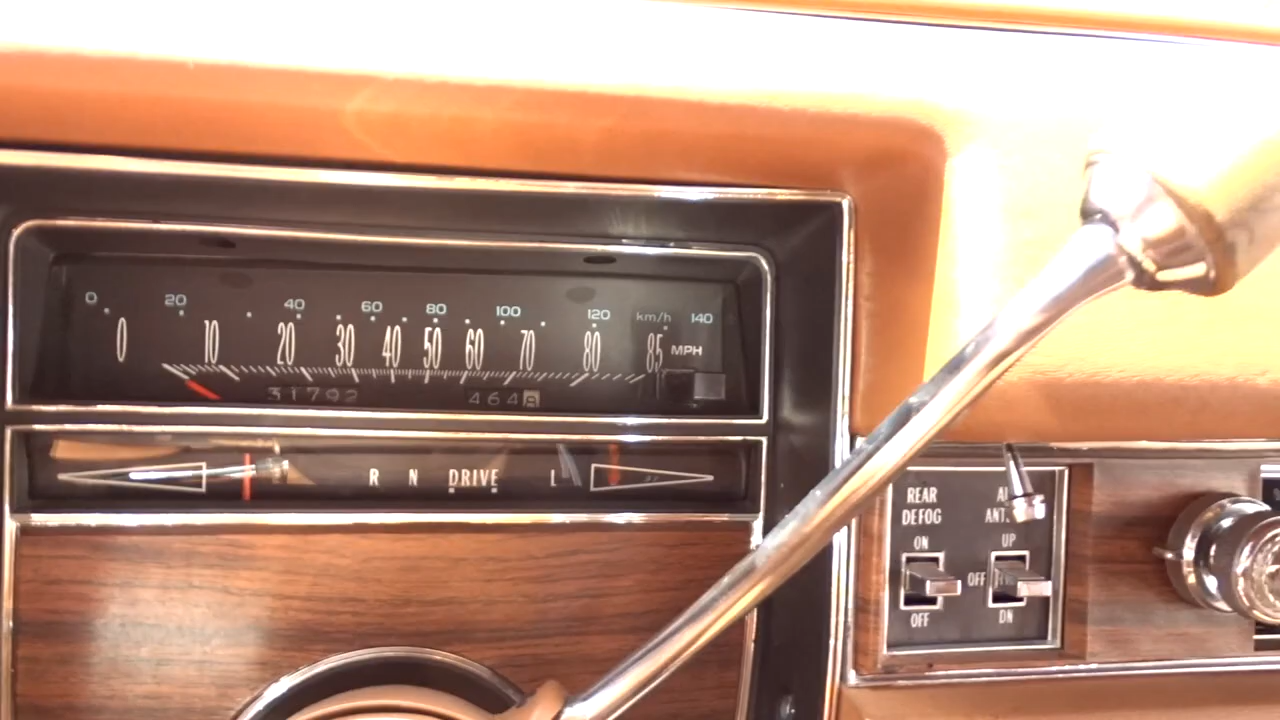 0 20 40 60 80 100 120 km/h 140
0 10 20 30 40 50 60 70 80 85 MPH
31792 4648
R N DRIVE L
REAR
DEFOG
ON
OFF
UP
OFF
DN